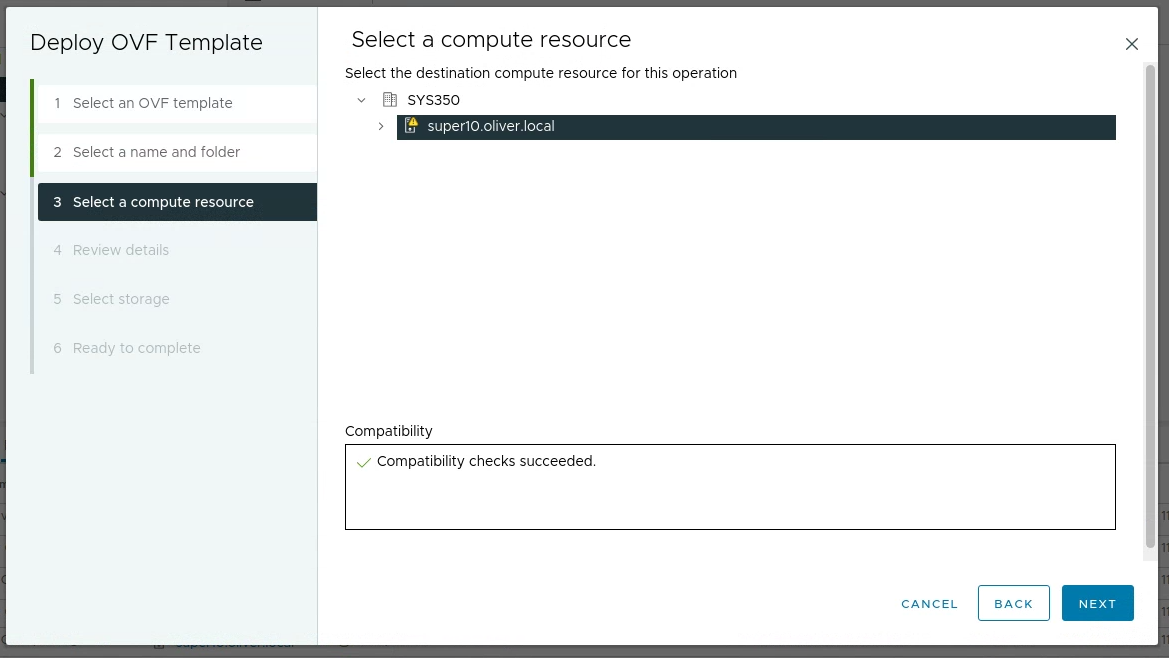 Deploy OVF Template
1 Select an OVF template
2 Select a name and folder
3 Select a compute resource
4 Review details
5 Select storage
6 Ready to complete
Select a compute resource
Select the destination compute resource for this operation
SYS350
super10.oliver.local
Compatibility
Compatibility checks succeeded.
CANCEL
BACK
NEXT